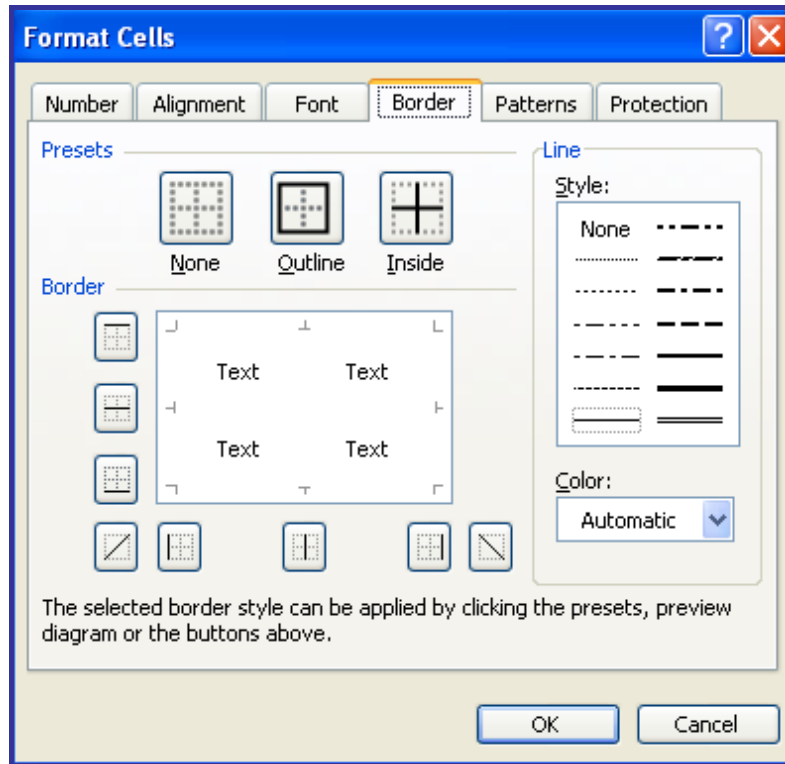 Format Cells
Number Alignment Font Border Patterns Protection
Presets
None Outline Inside
Border
Text Text
Text Text
Line
Style:
None
Color:
Automatic
The selected border style can be applied by clicking the presets, preview
diagram or the buttons above.
OK Cancel